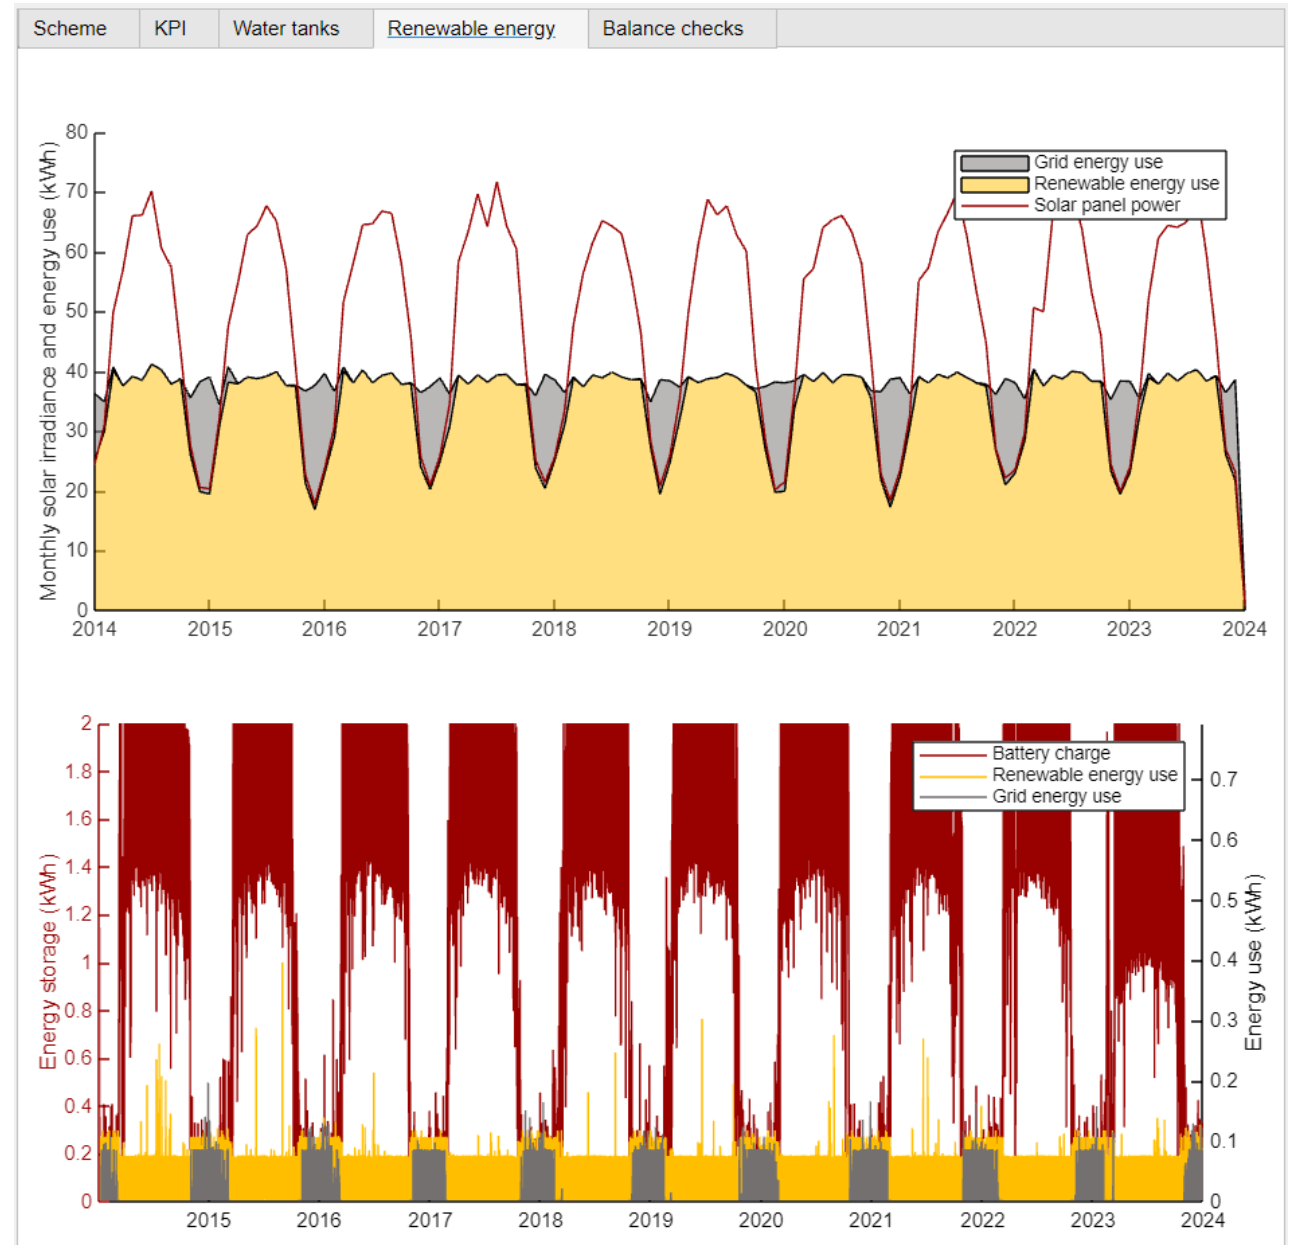 Scheme KPI Water tanks Renewable energy Balance checks
Monthly solar irradiance and energy use (kWh)
80
70
60
50
40
30
20
10
0
Grid energy use
Renewable energy use
Solar panel power
2014 2015 2016 2017 2018 2019 2020 2021 2022 2023 2024
Energy storage (kWh)
2
1.8
1.6
1.4
1.2
1
0.8
0.6
0.4
0.2
0
Battery charge
Renewable energy use
Grid energy use
0.7
0.6
0.5
0.4
0.3
0.2
0.1
0
Energy use (kWh)
2015 2016 2017 2018 2019 2020 2021 2022 2023 2024